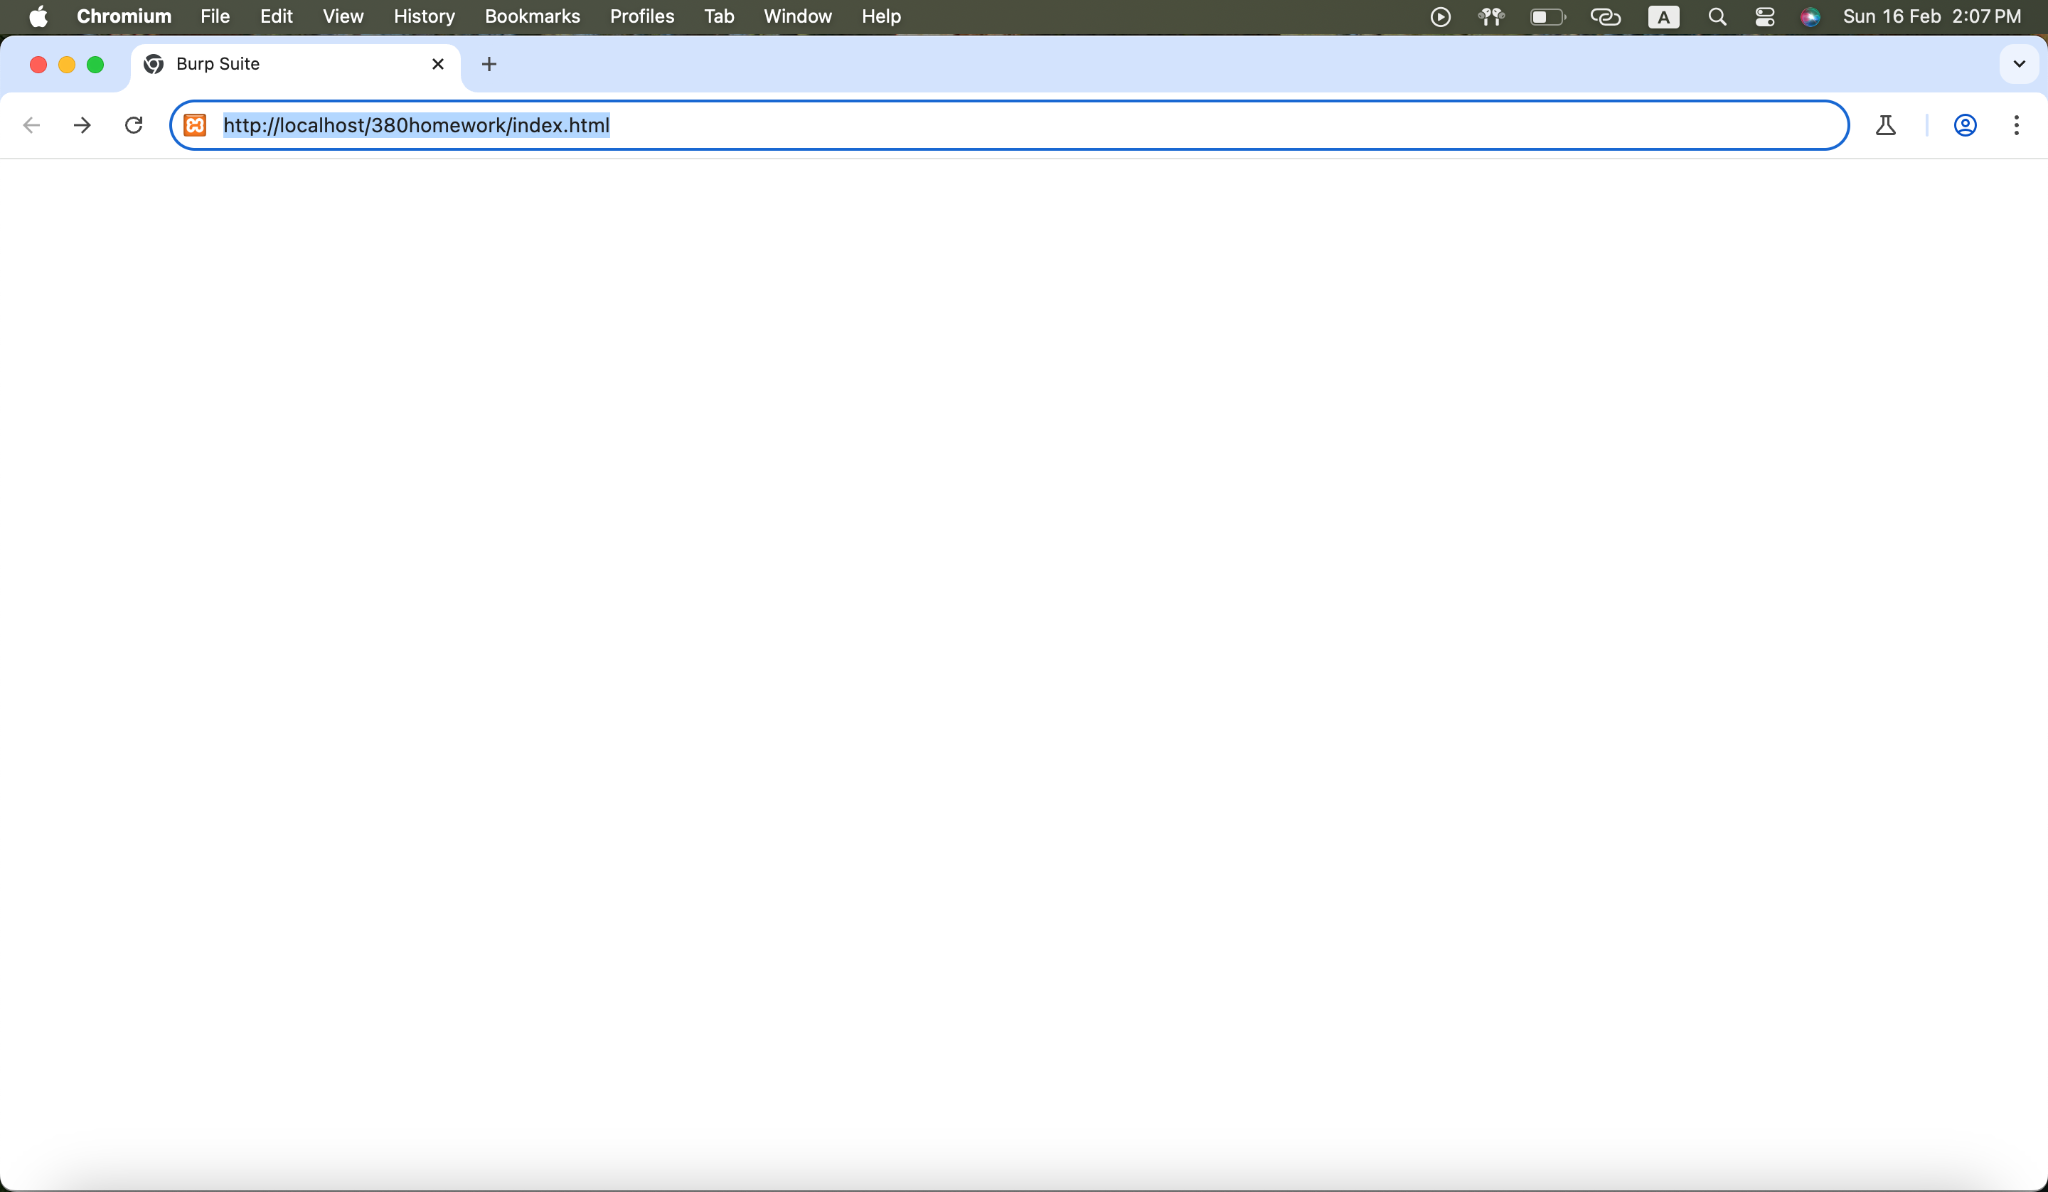 Chromium File Edit View History Bookmarks Profiles Tab Window Help A Sun 16 Feb 2:07 PM
Burp Suite
http://localhost/380homework/index.html